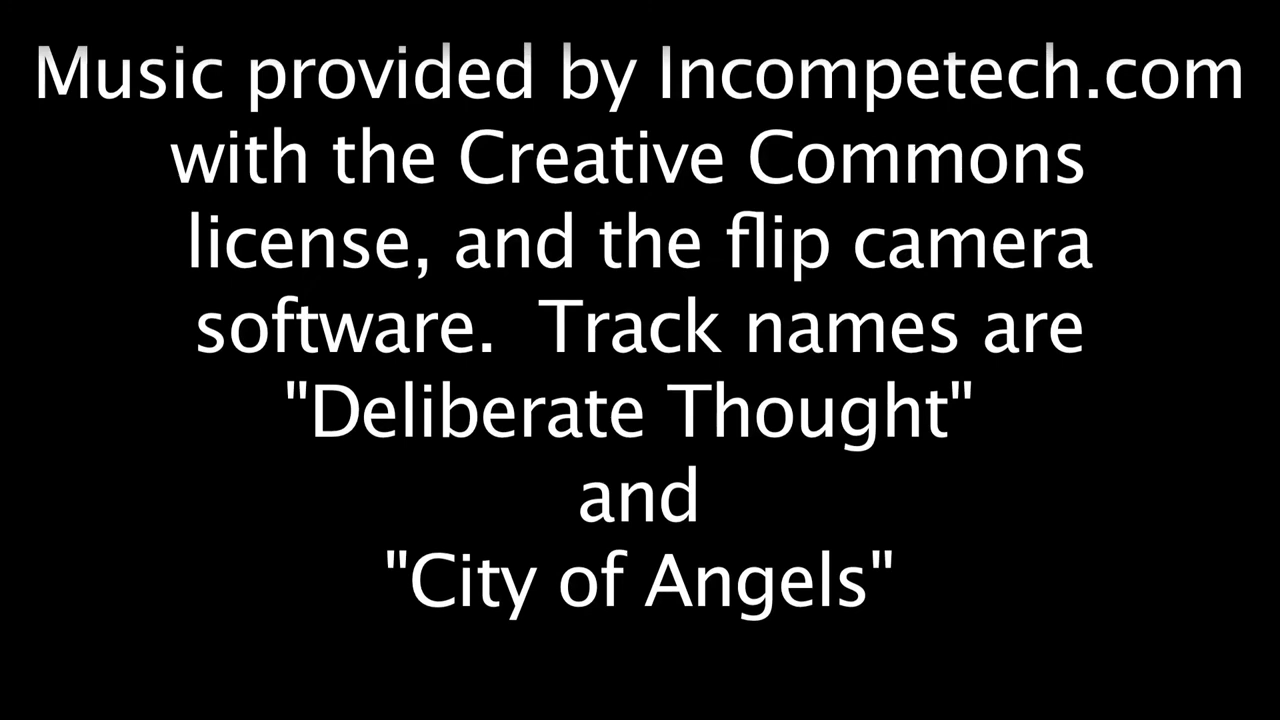 Music provided by Incompetech.com
with the Creative Commons
license, and the flip camera
software.  Track names are
"Deliberate Thought"
and
"City of Angels"